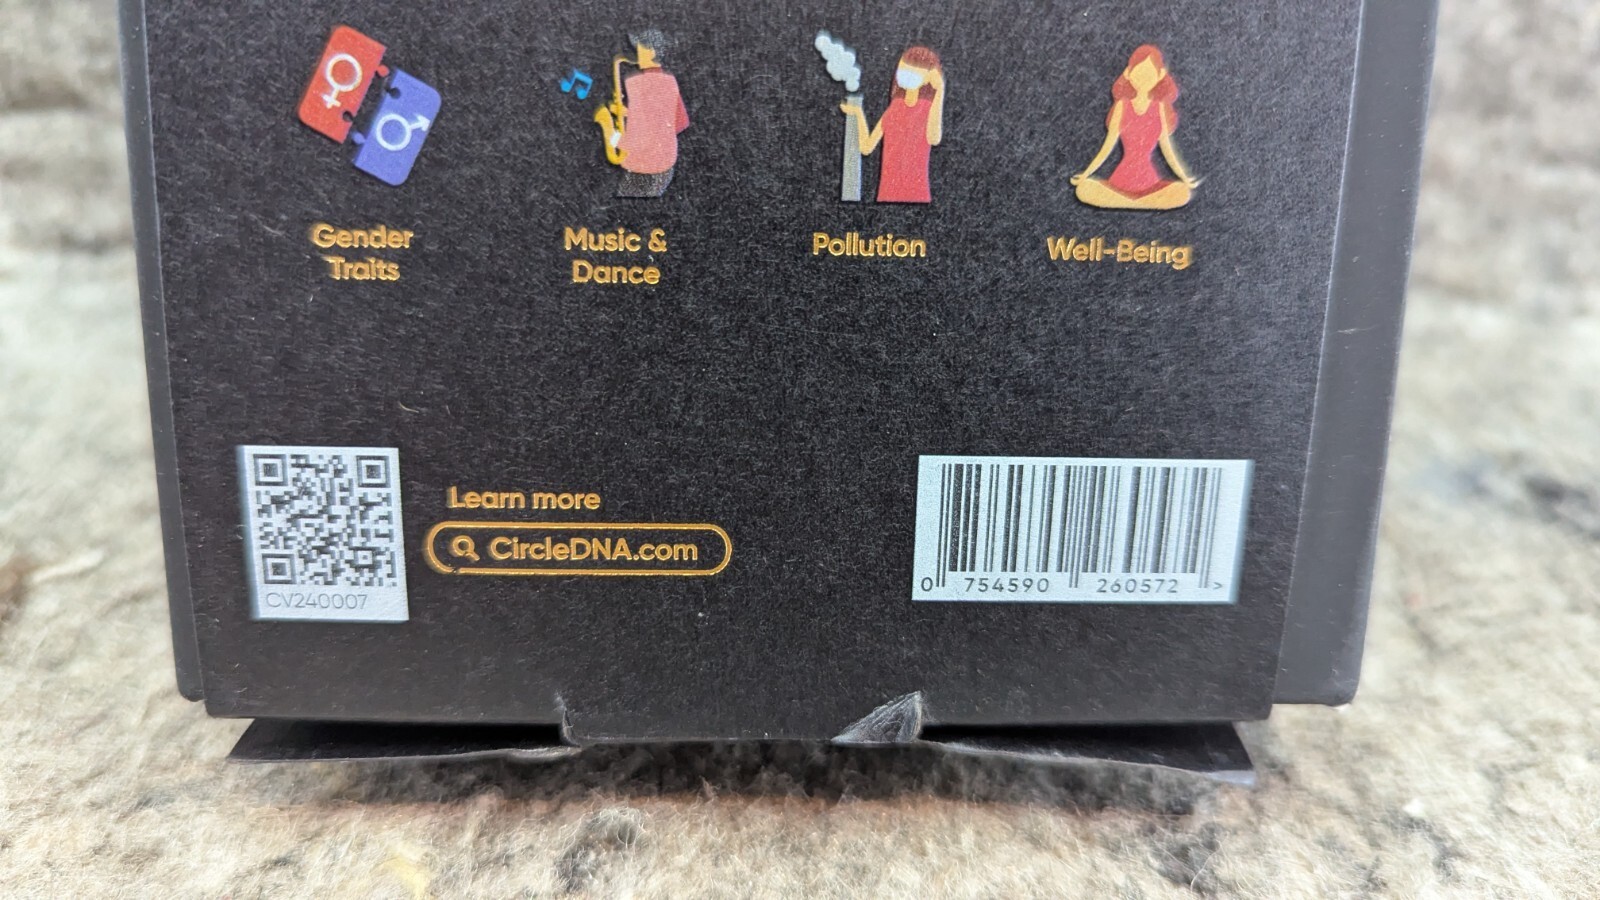 Gender
Traits
Music &
Dance
Pollution
Well-Being
CV240007
Learn more
CircleDNA.com
0 754590 260572 >